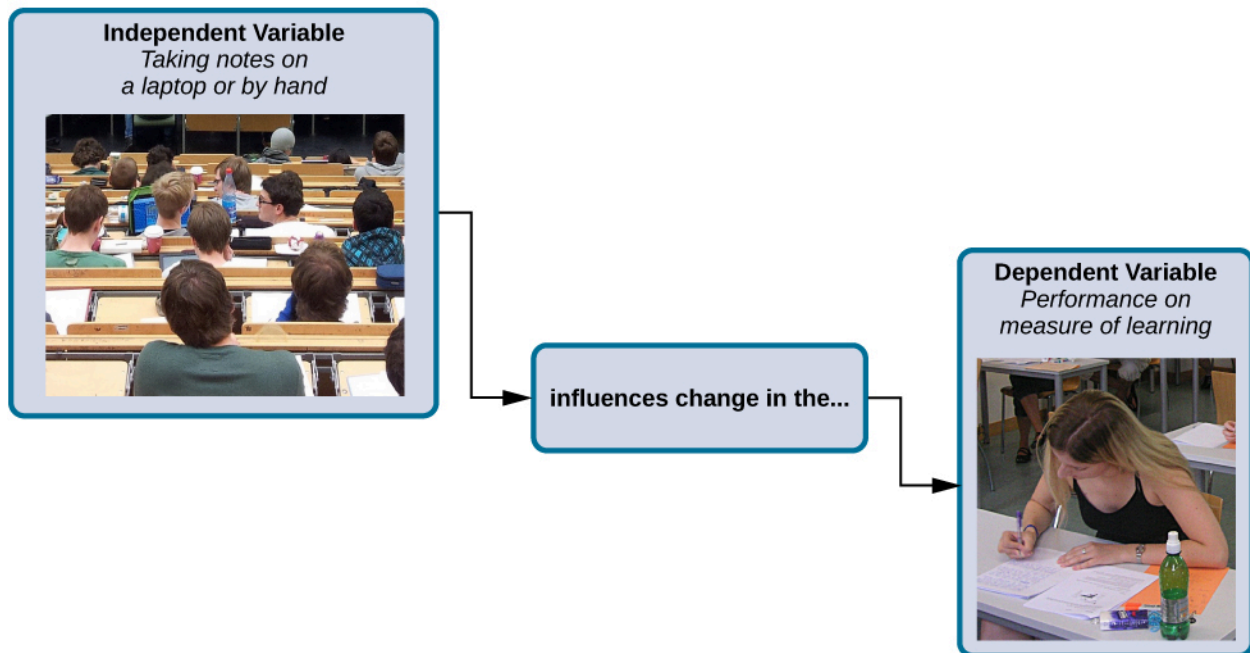 Independent Variable
Taking notes on
a laptop or by hand
influences change in the...
Dependent Variable
Performance on
measure of learning